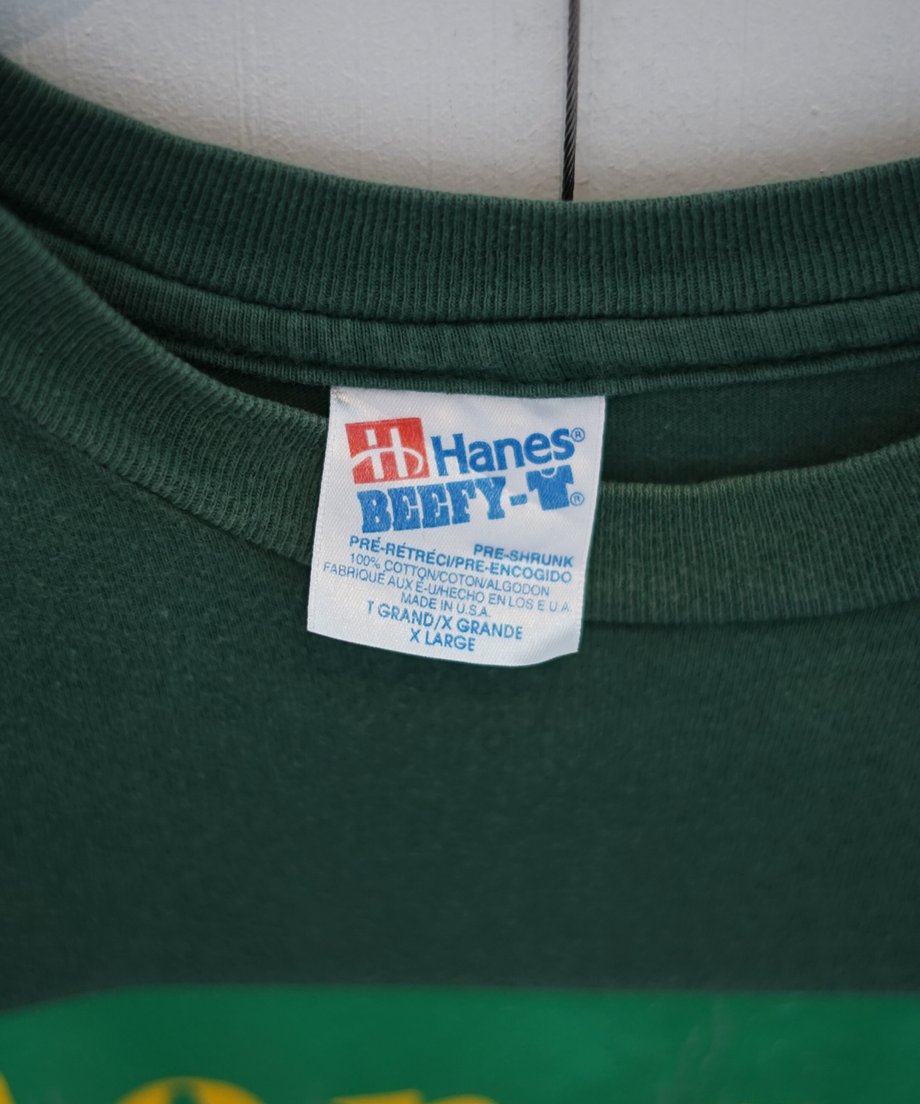 H Hanes®
BEEFY-T®
PRE-SHRUNK
PRÉ-RÉTRÉCI/PRE-ENCOGIDO
100% COTTON/COTON/ALGODON
FABRIQUE AUX É-U/HECHO EN LOS E.U.A.
MADE IN U.S.A.
T GRAND/X GRANDE
X LARGE